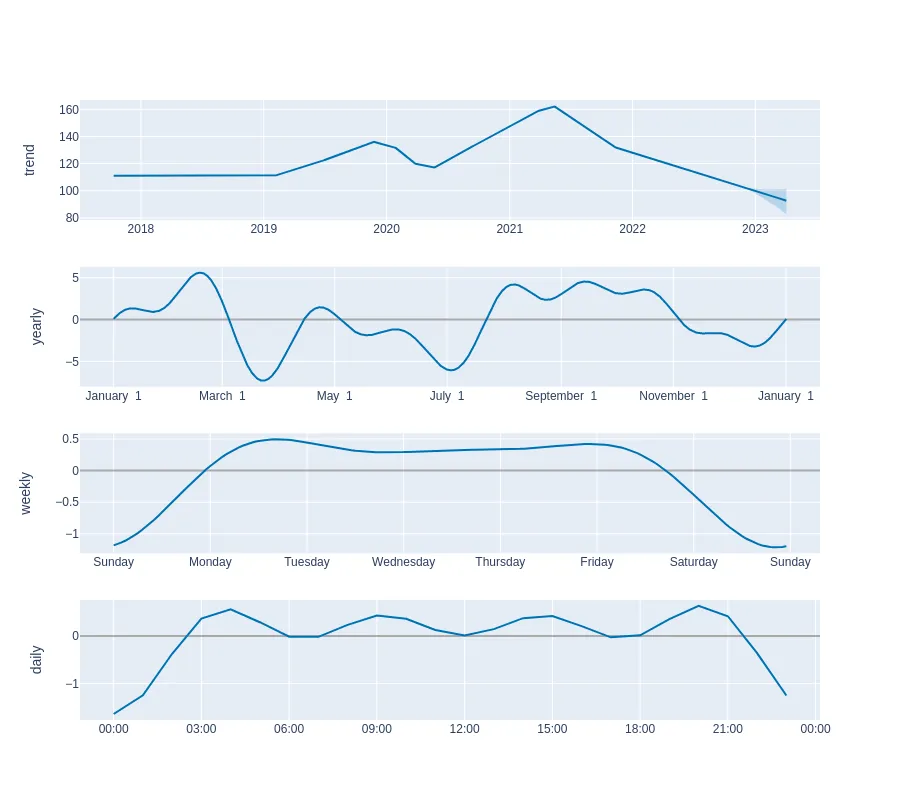 trend
160
140
120
100
80
2018 2019 2020 2021 2022 2023
yearly
5
0
−5
January 1 March 1 May 1 July 1 September 1 November 1 January 1
weekly
0.5
0
−0.5
−1
Sunday Monday Tuesday Wednesday Thursday Friday Saturday Sunday
daily
0
−1
00:00 03:00 06:00 09:00 12:00 15:00 18:00 21:00 00:00